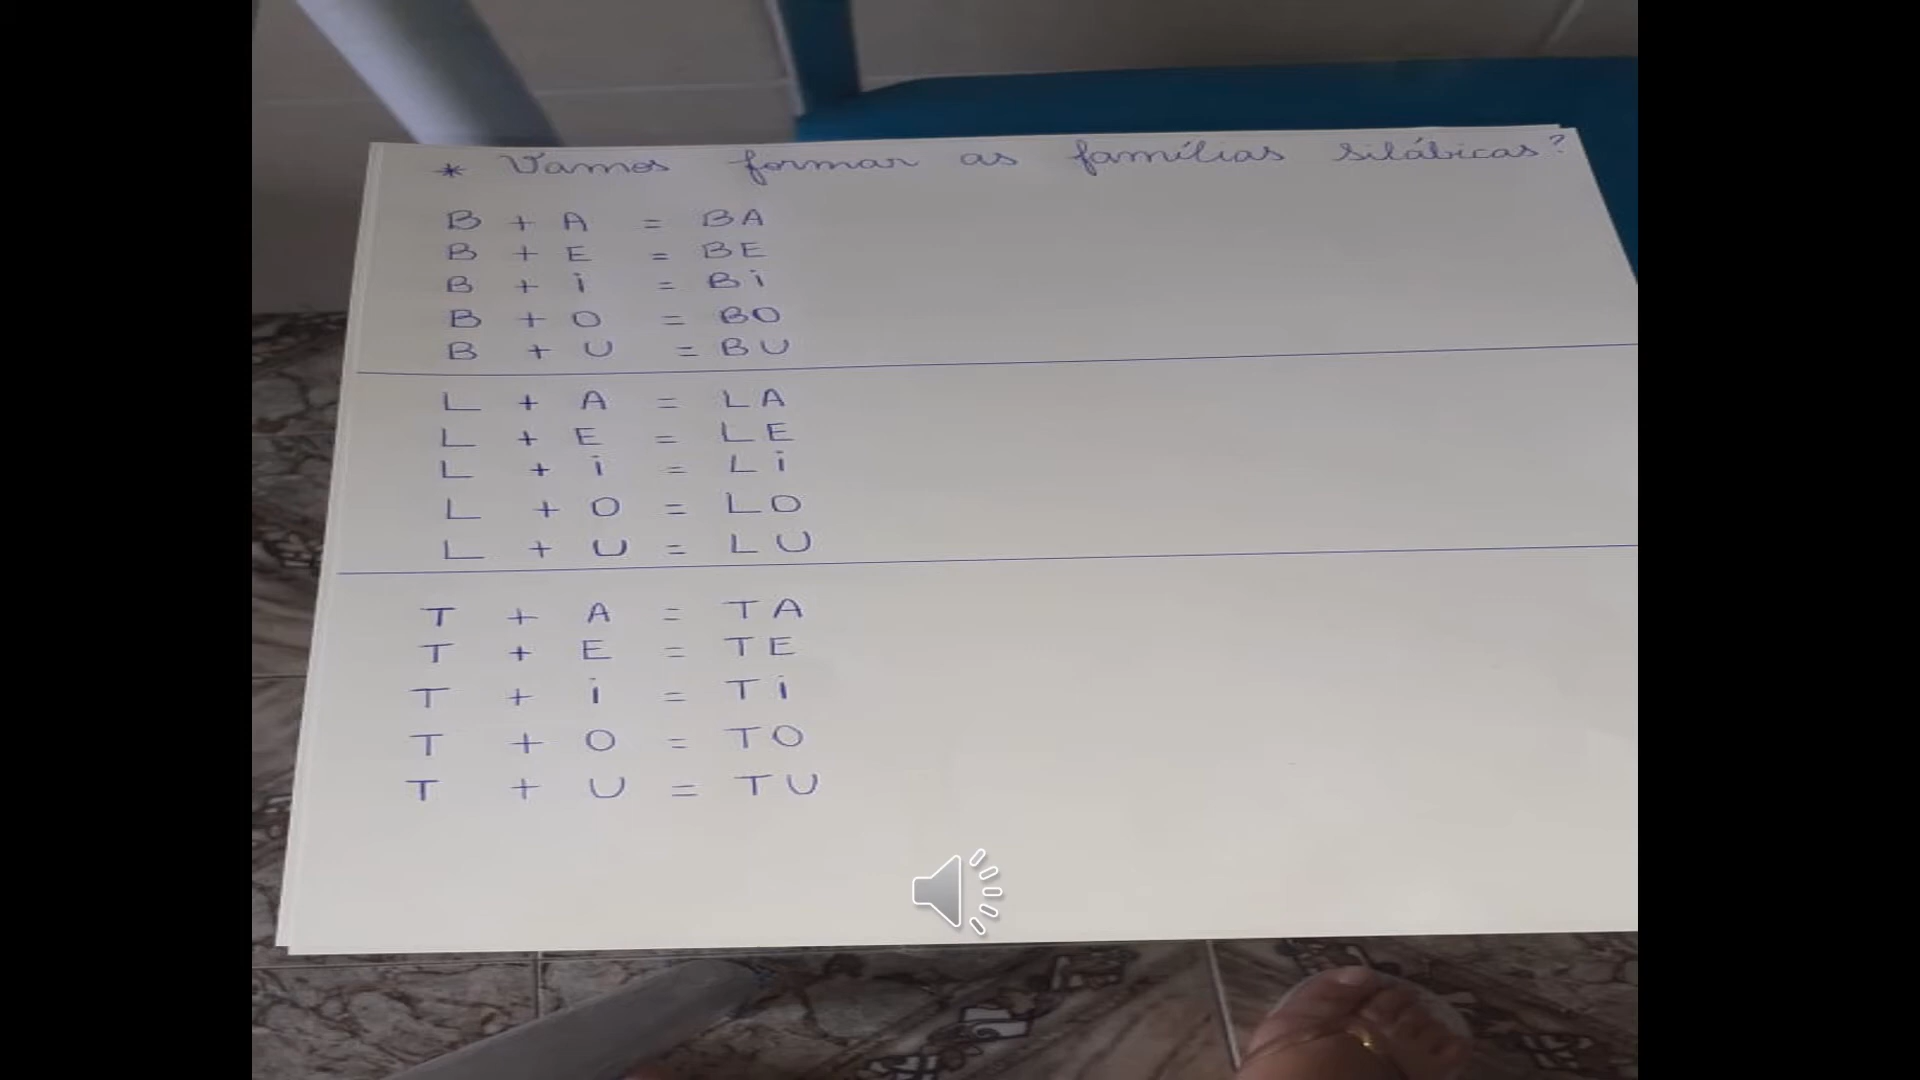 * Vamos formar as famílias silábicas?
B + A = BA
B + E = BE
B + i = Bi
B + O = BO
B + U = BU
L + A = LA
L + E = LE
L + i = Li
L + O = LO
L + U = LU
T + A = TA
T + E = TE
T + i = Ti
T + O = TO
T + U = TU